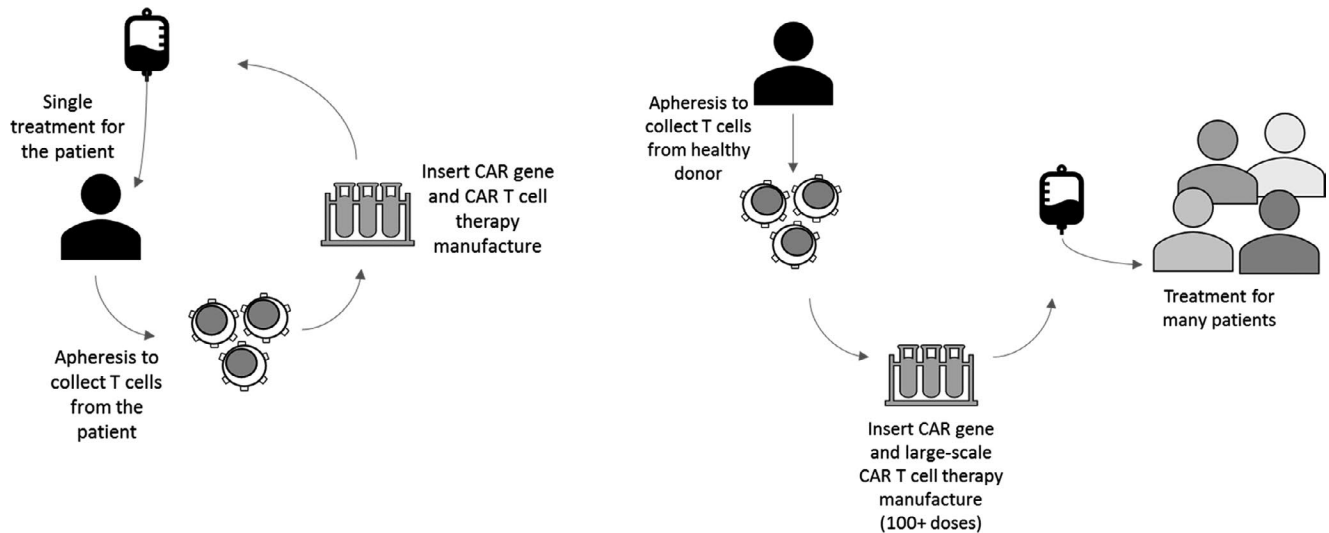 Single
treatment for
the patient
Insert CAR gene
and CAR T cell
therapy
manufacture
Apheresis to
collect T cells
from the
patient
Apheresis to
collect T cells
from healthy
donor
Insert CAR gene
and large-scale
CAR T cell therapy
manufacture
(100+ doses)
Treatment for
many patients